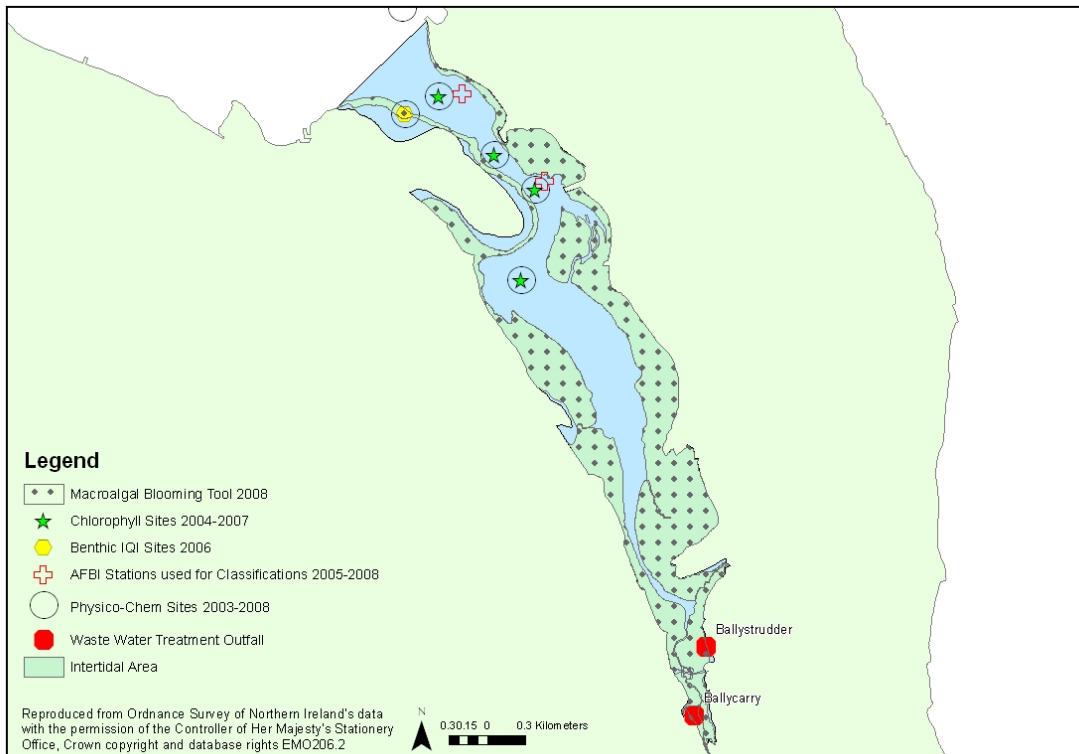 Ballystrudder
Ballycarry
Legend
Macroalgal Blooming Tool 2008
Chlorophyll Sites 2004-2007
Benthic IQI Sites 2006
AFBI Stations used for Classifications 2005-2008
Physico-Chem Sites 2003-2008
Waste Water Treatment Outfall
Intertidal Area
Reproduced from Ordnance Survey of Northern Ireland's data
with the permission of the Controller of Her Majesty's Stationery
Office, Crown copyright and database rights EMO206.2
N
0.30.15 0 0.3 Kilometers